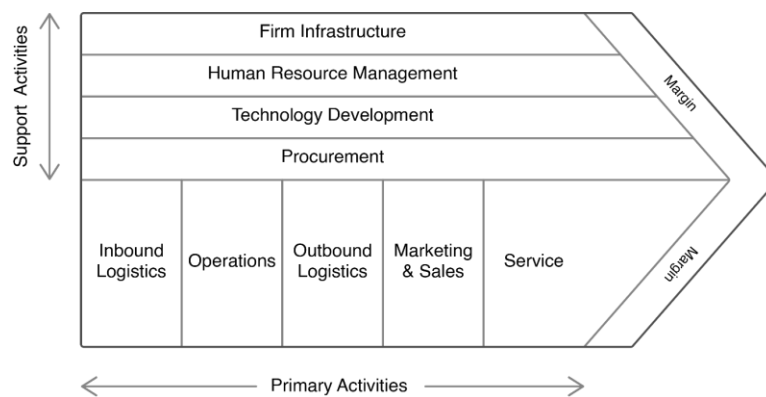 Support Activities
Firm Infrastructure
Human Resource Management
Technology Development
Procurement
Margin
Inbound
Logistics
Operations
Outbound
Logistics
Marketing
& Sales
Service
Margin
Primary Activities